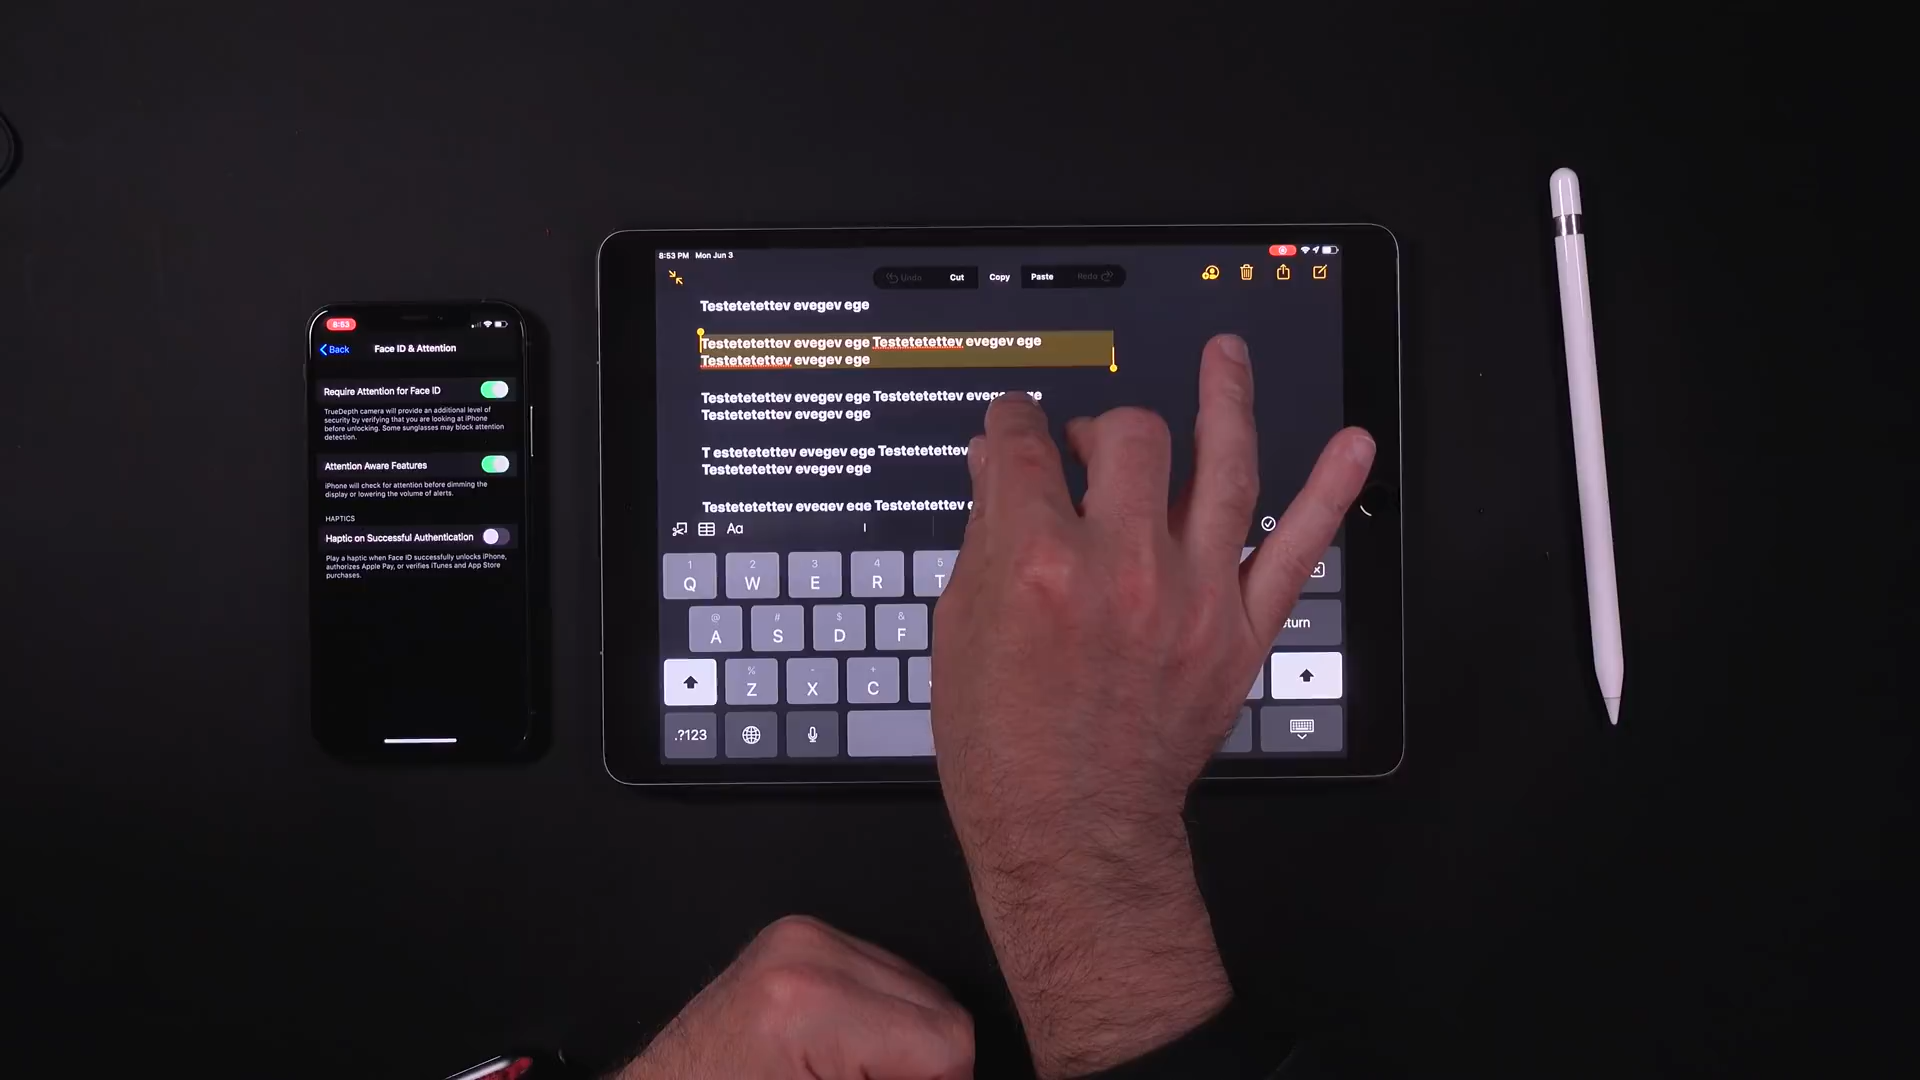 8:53
Back
Face ID & Attention
Require Attention for Face ID
TrueDepth camera will provide an additional level of
security by verifying that you are looking at iPhone
before unlocking. Some sunglasses may block attention
detection.
Attention Aware Features
iPhone will check for attention before dimming the
display or lowering the volume of alerts.
HAPTICS
Haptic on Successful Authentication
Play a haptic when Face ID successfully unlocks iPhone,
authorizes Apple Pay, or verifies iTunes and App Store
purchases.
8:53 PM Mon Jun 3
Undo Cut Copy Paste Redo
Testetetettev evegev ege
Testetetettev evegev ege Testetetettev evegev ege
Testetetettev evegev ege
Testetetettev evegev ege Testetetettev
Testetetettev evegev ege
T estetetettev evegev ege Testetetettev
Testetetettev evegev ege
Testetetettev evegev ege Testetetettev
Aa I
1 2 3 4 5
Q W E R T
@ # $ &
A S D F
% - +
Z X C
.?123